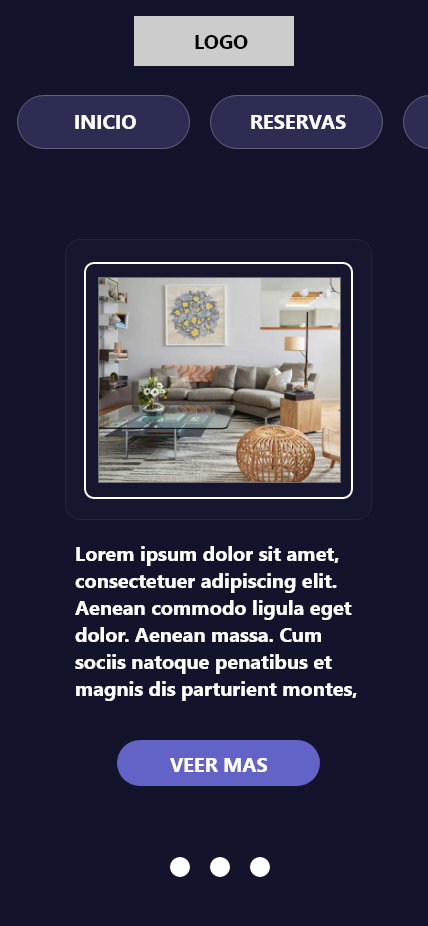 LOGO
INICIO RESERVAS
Lorem ipsum dolor sit amet,
consectetuer adipiscing elit.
Aenean commodo ligula eget
dolor. Aenean massa. Cum
sociis natoque penatibus et
magnis dis parturient montes,
VEER MAS